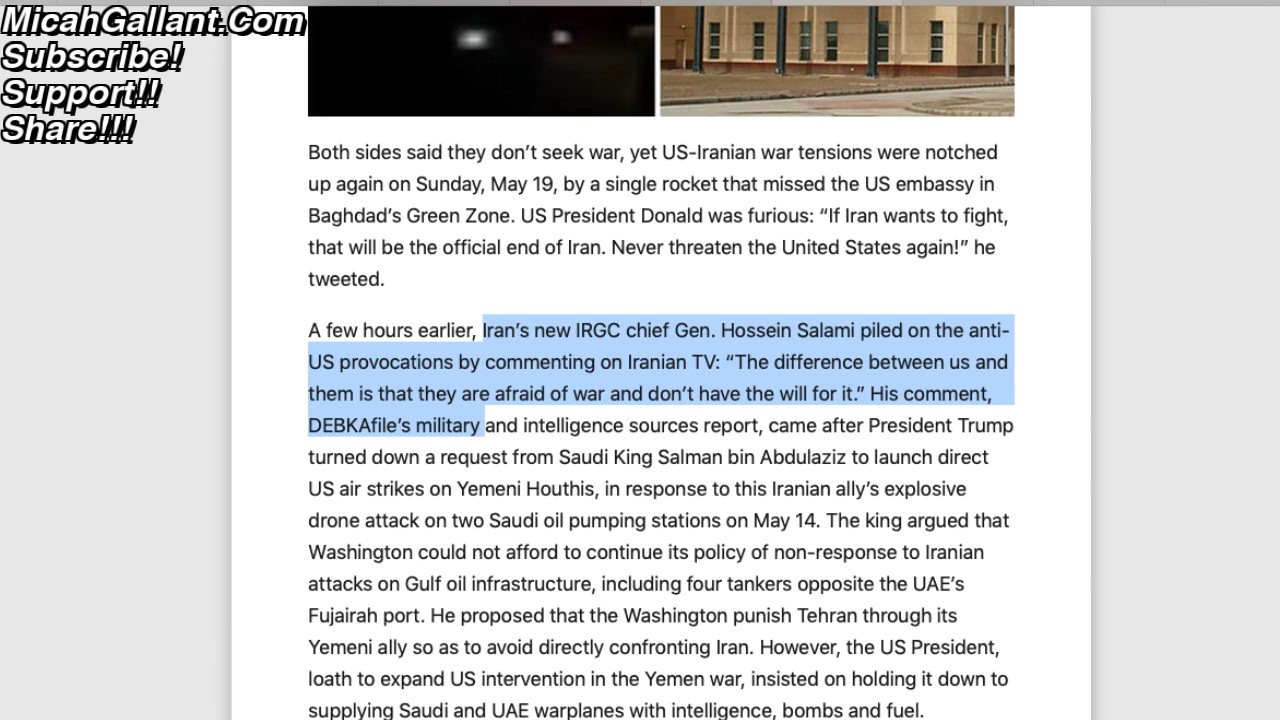 MicahGallant.Com
Subscribe!
Support!!
Share!!!
Both sides said they don’t seek war, yet US-Iranian war tensions were notched
up again on Sunday, May 19, by a single rocket that missed the US embassy in
Baghdad’s Green Zone. US President Donald was furious: “If Iran wants to fight,
that will be the official end of Iran. Never threaten the United States again!” he
tweeted.
A few hours earlier, Iran’s new IRGC chief Gen. Hossein Salami piled on the anti-
US provocations by commenting on Iranian TV: “The difference between us and
them is that they are afraid of war and don’t have the will for it.” His comment,
DEBKAfile’s military and intelligence sources report, came after President Trump
turned down a request from Saudi King Salman bin Abdulaziz to launch direct
US air strikes on Yemeni Houthis, in response to this Iranian ally’s explosive
drone attack on two Saudi oil pumping stations on May 14. The king argued that
Washington could not afford to continue its policy of non-response to Iranian
attacks on Gulf oil infrastructure, including four tankers opposite the UAE’s
Fujairah port. He proposed that the Washington punish Tehran through its
Yemeni ally so as to avoid directly confronting Iran. However, the US President,
loath to expand US intervention in the Yemen war, insisted on holding it down to
supplying Saudi and UAE warplanes with intelligence, bombs and fuel.